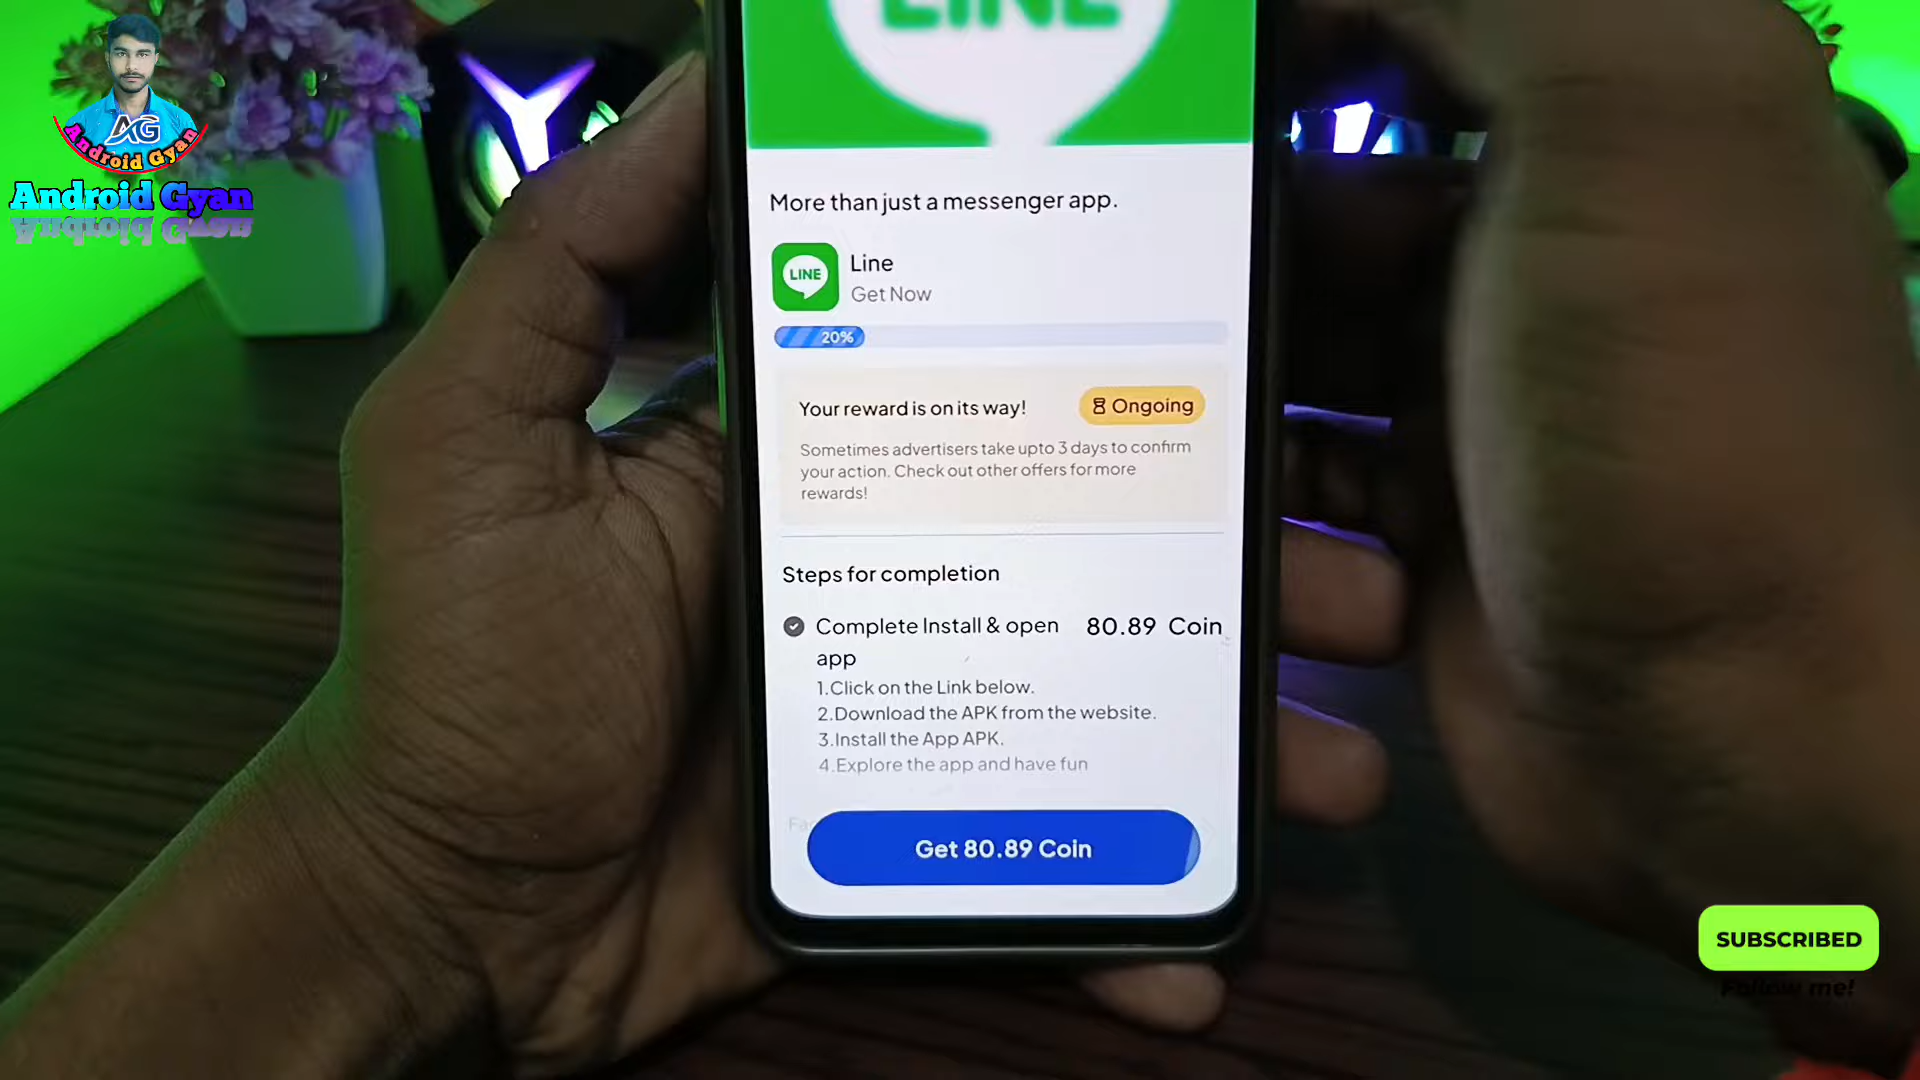 AG
Android Gyan
Android Gyan
LINE
More than just a messenger app.
LINE
Line
Get Now
20%
Your reward is on its way!
Ongoing
Sometimes advertisers take upto 3 days to confirm
your action. Check out other offers for more
rewards!
Steps for completion
Complete Install & open
app
80.89 Coin
1.Click on the Link below.
2.Download the APK from the website.
3.Install the App APK.
4.Explore the app and have fun
Get 80.89 Coin
SUBSCRIBED
Follow me!